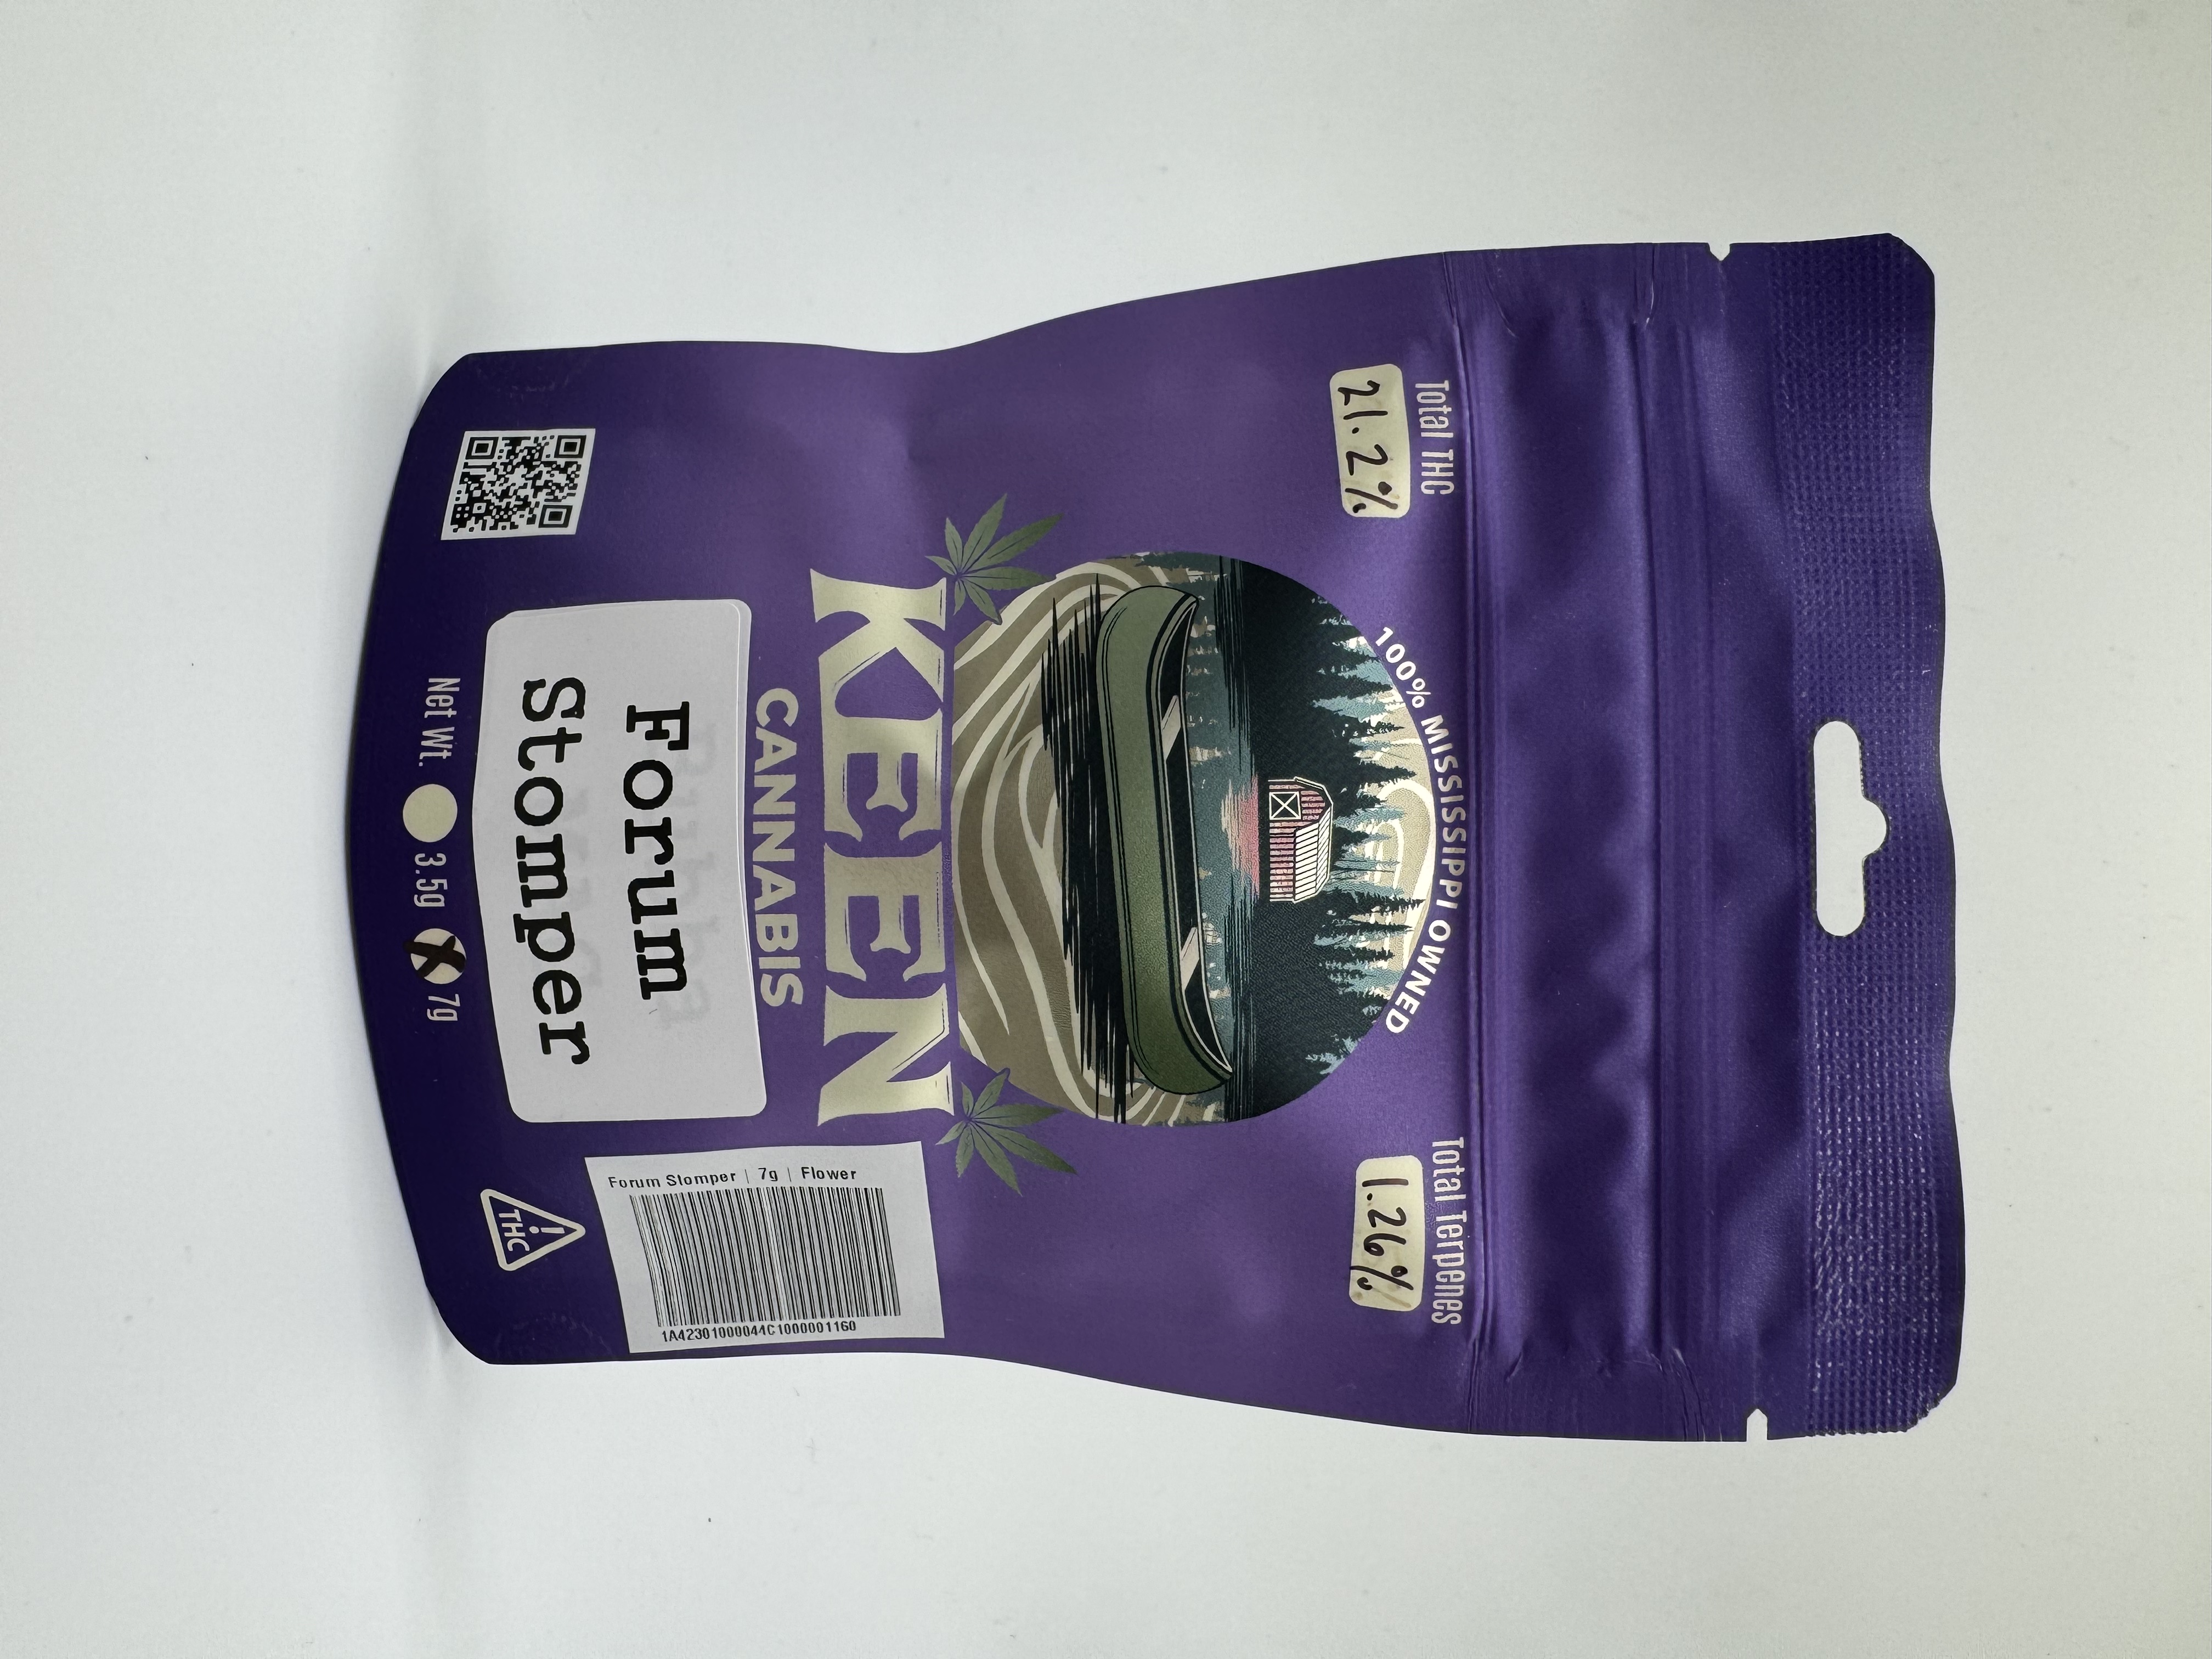 Total THC
21.2%
Total Terpenes
1.26%
100% MISSISSIPPI OWNED
KEEN
CANNABIS
Forum
Stomper
Forum Stomper | 7g | Flower
1A42301000044C1000001160
Net Wt. 3.5g X 7g
! THC